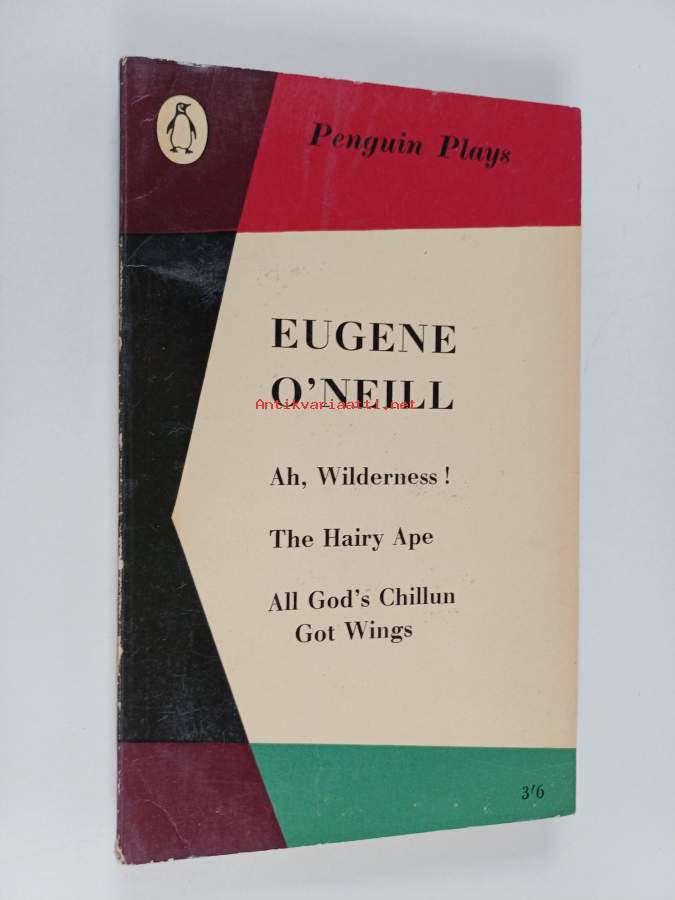 Penguin Plays
EUGENE
O'NEILL
Antikvariaatti.net
Ah, Wilderness!
The Hairy Ape
All God's Chillun
Got Wings
3'6